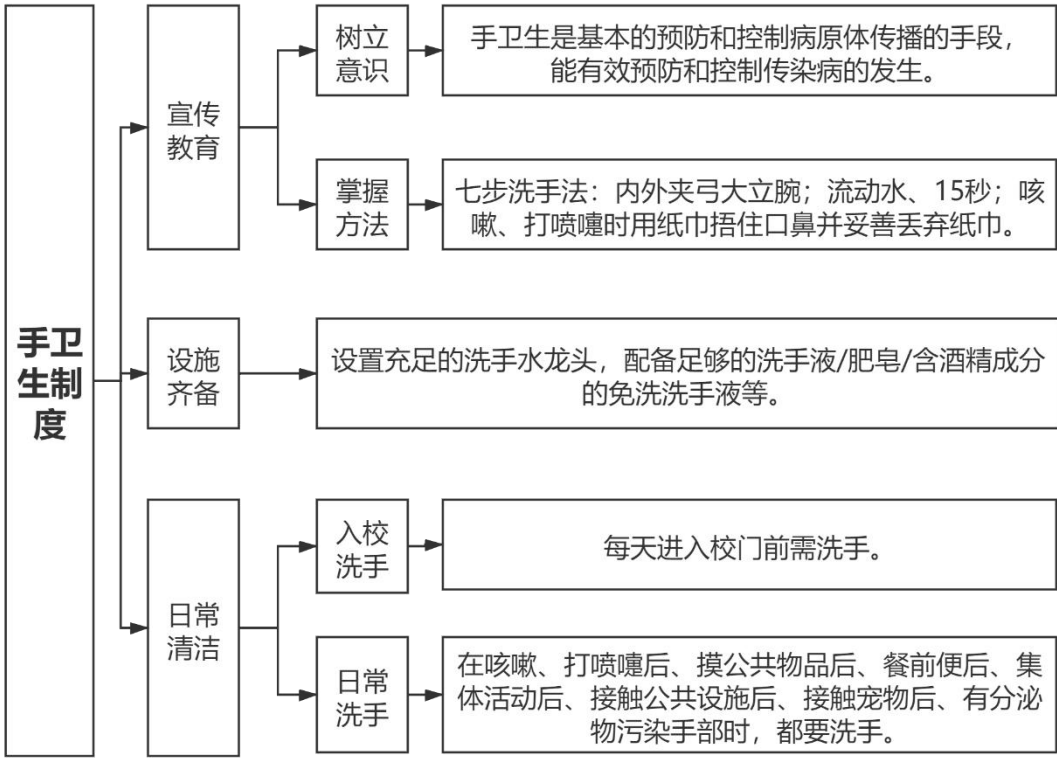 手卫
生制
度
宣传
教育
树立
意识
手卫生是基本的预防和控制病原体传播的手段，
能有效预防和控制传染病的发生。
掌握
方法
七步洗手法：内外夹弓大立腕；流动水、15秒；咳
嗽、打喷嚏时用纸巾捂住口鼻并妥善丢弃纸巾。
设施
齐备
设置充足的洗手水龙头，配备足够的洗手液/肥皂/含酒精成分
的免洗洗手液等。
日常
清洁
入校
洗手
每天进入校门前需洗手。
日常
洗手
在咳嗽、打喷嚏后、摸公共物品后、餐前便后、集
体活动后、接触公共设施后、接触宠物后、有分泌
物污染手部时，都要洗手。